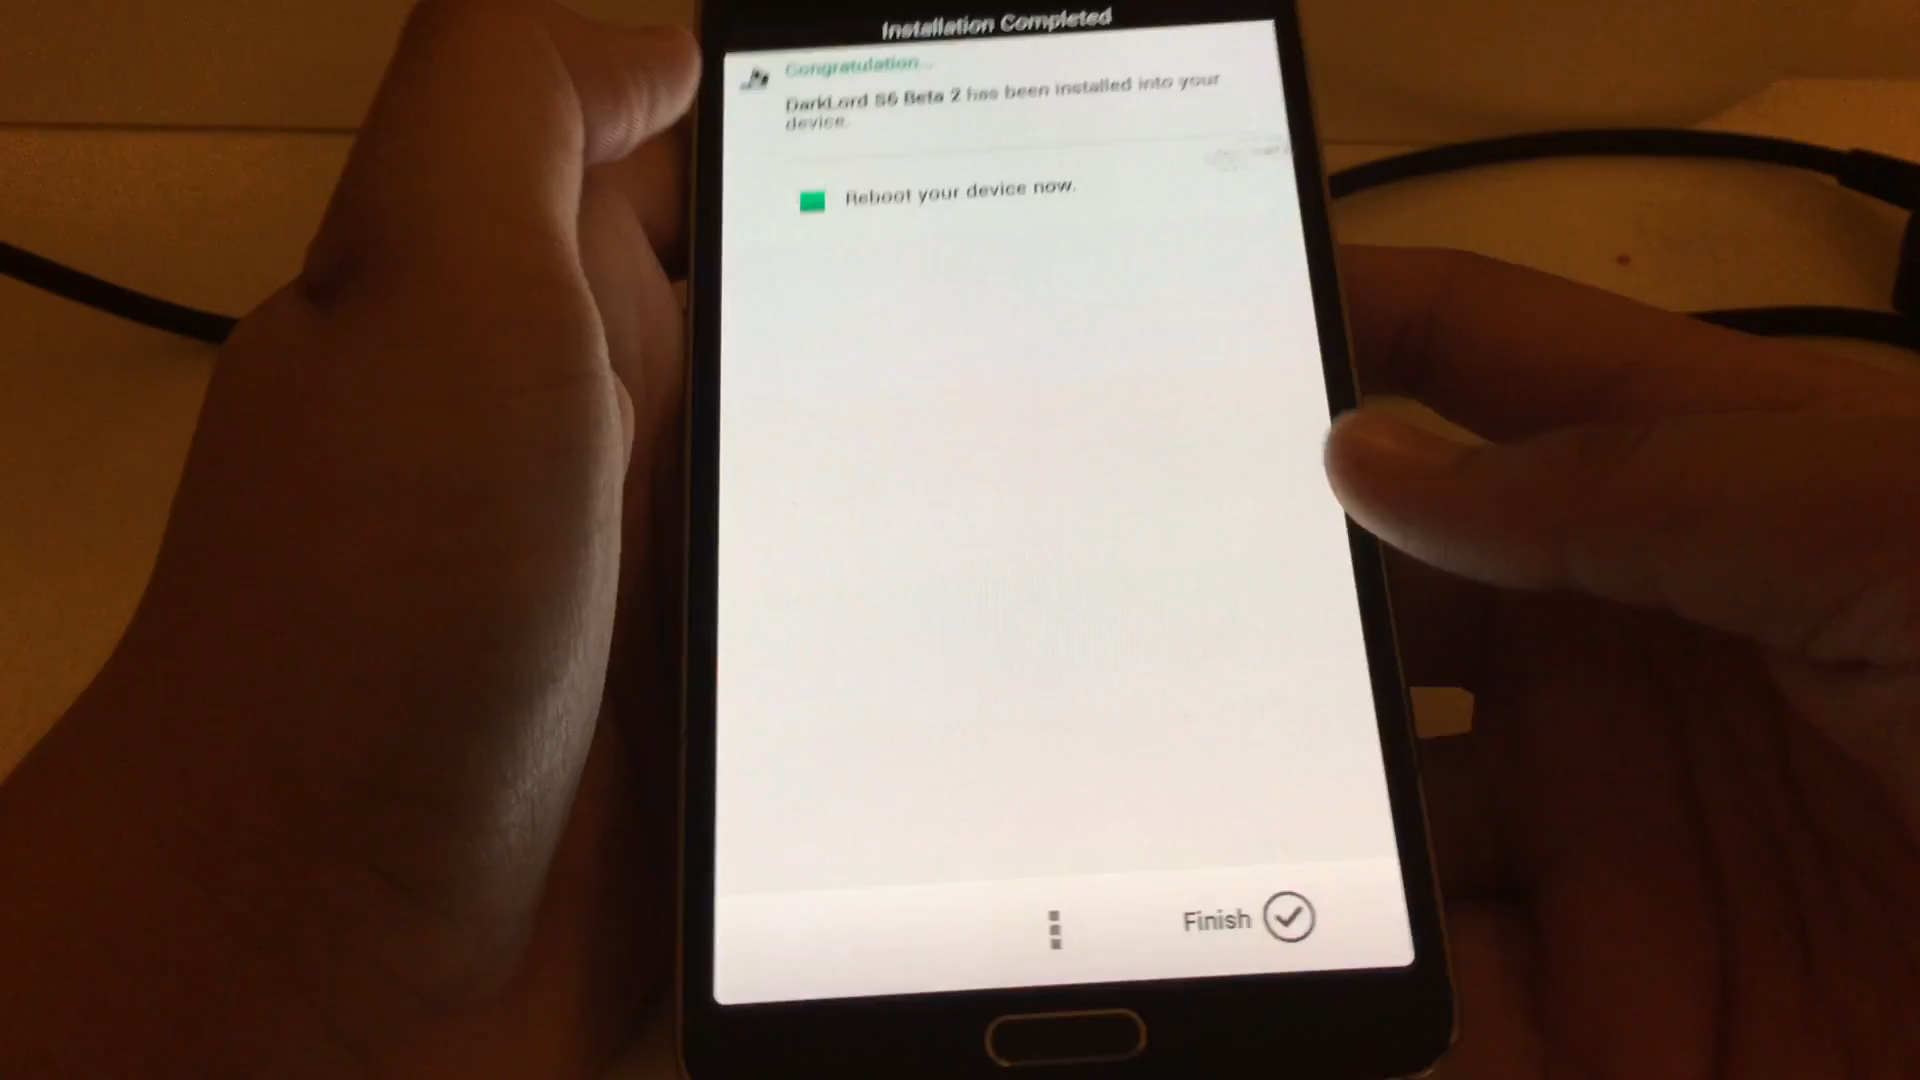 Installation Completed
Congratulation...
DarkLord S6 Beta 2 has been installed into your
device.
Reboot your device now.
Finish